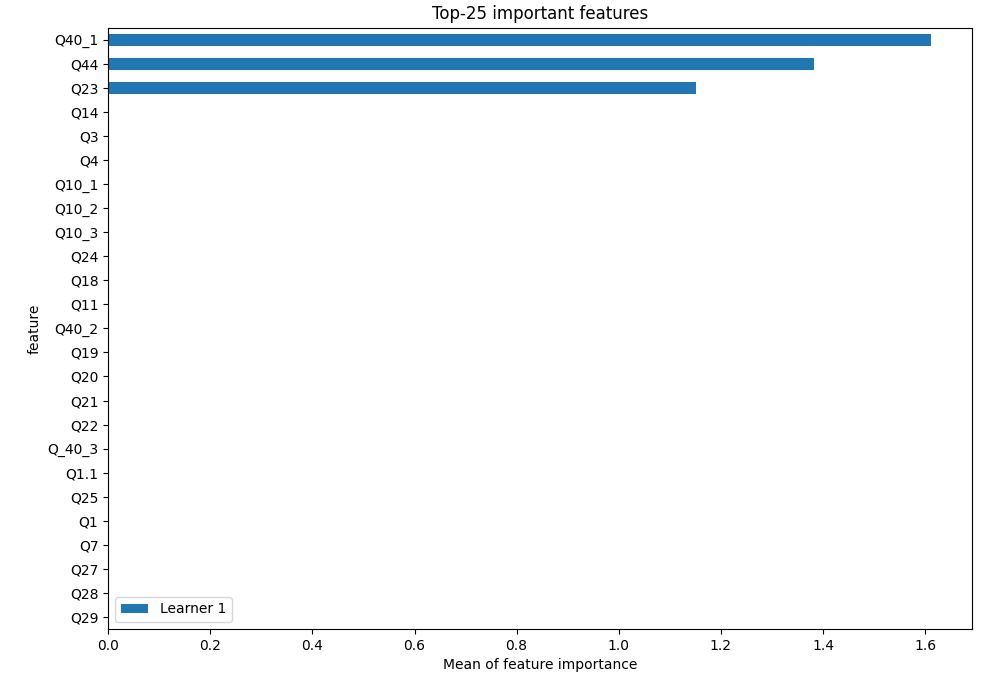 Top-25 important features
Q40_1
Q44
Q23
Q14
Q3
Q4
Q10_1
Q10_2
Q10_3
Q24
Q18
Q11
Q40_2
Q19
Q20
Q21
Q22
Q_40_3
Q1.1
Q25
Q1
Q7
Q27
Q28
Q29
feature
Learner 1
0.0 0.2 0.4 0.6 0.8 1.0 1.2 1.4 1.6
Mean of feature importance